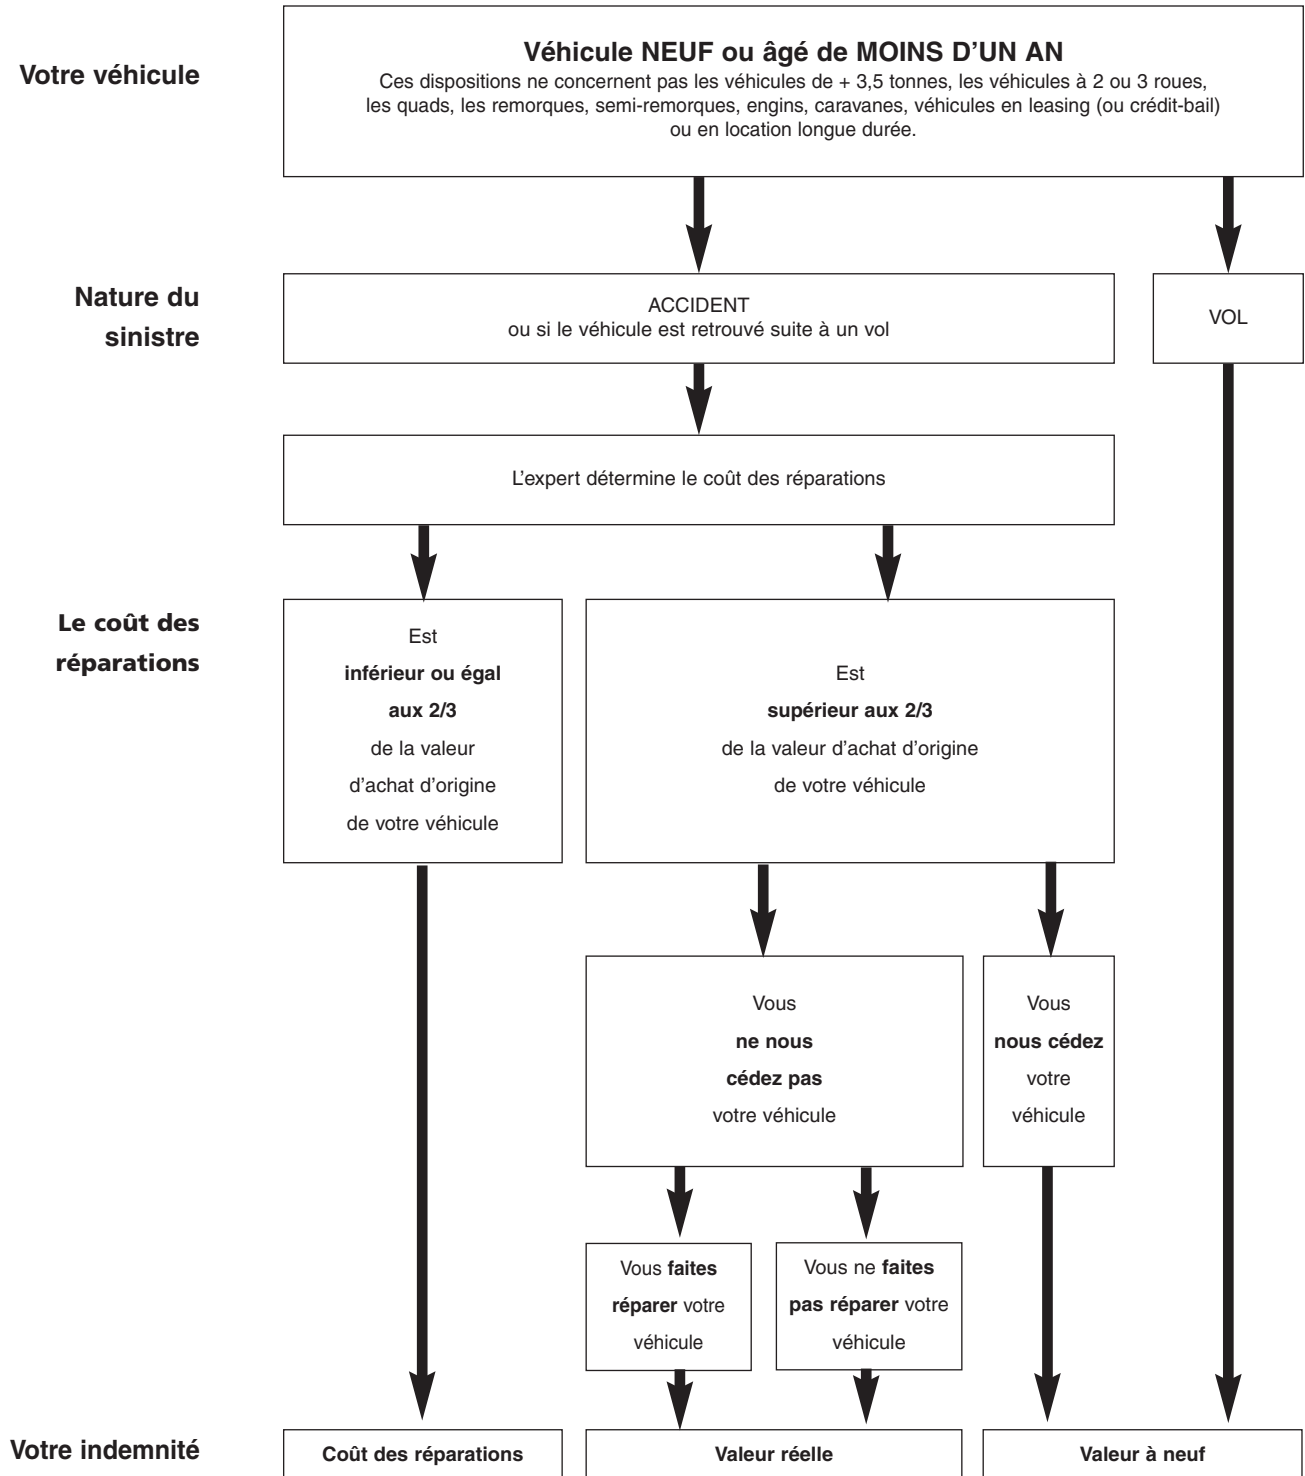 Votre véhicule
Véhicule NEUF ou âgé de MOINS D'UN AN
Ces dispositions ne concernent pas les véhicules de + 3,5 tonnes, les véhicules à 2 ou 3 roues,
les quads, les remorques, semi-remorques, engins, caravanes, véhicules en leasing (ou crédit-bail)
ou en location longue durée.
Nature du
sinistre
ACCIDENT
ou si le véhicule est retrouvé suite à un vol
VOL
L'expert détermine le coût des réparations
Le coût des
réparations
Est
inférieur ou égal
aux 2/3
de la valeur
d'achat d'origine
de votre véhicule
Est
supérieur aux 2/3
de la valeur d'achat d'origine
de votre véhicule
Vous
ne nous
cédez pas
votre véhicule
Vous
nous cédez
votre
véhicule
Vous faites
réparer votre
véhicule
Vous ne faites
pas réparer votre
véhicule
Votre indemnité
Coût des réparations
Valeur réelle
Valeur à neuf